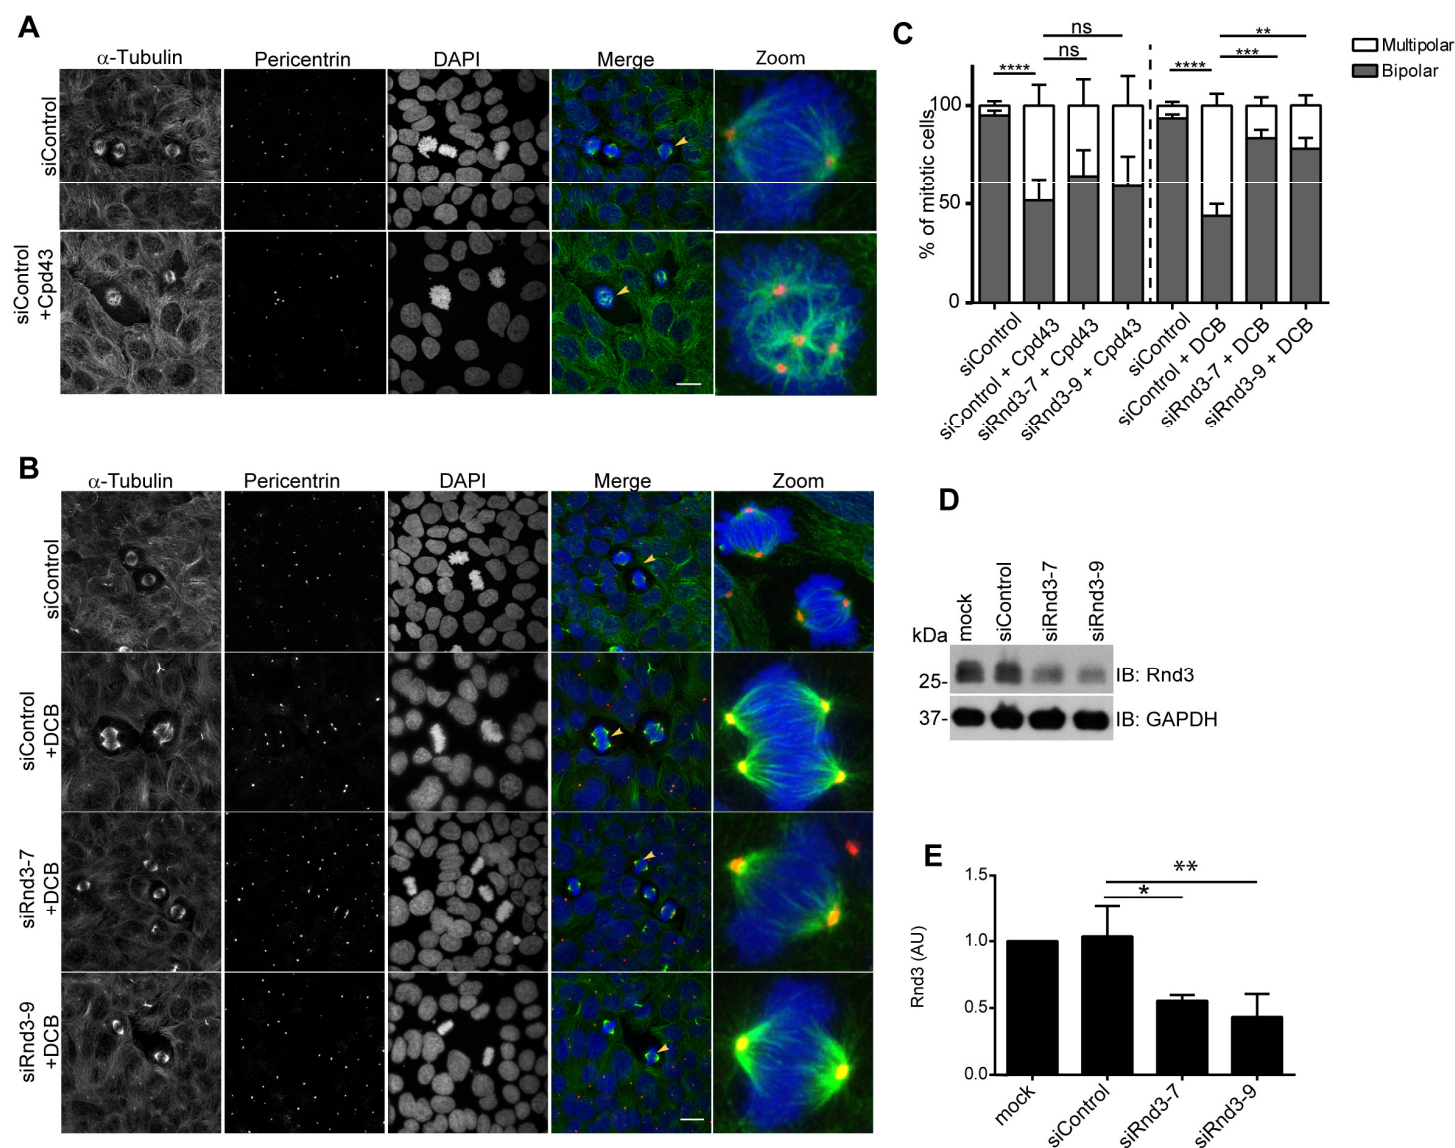 A
α-Tubulin Pericentrin DAPI Merge Zoom
siControl
siControl
+Cpd43
B
α-Tubulin Pericentrin DAPI Merge Zoom
siControl
siControl
+DCB
siRnd3-7
+DCB
siRnd3-9
+DCB
C
ns
ns
****
**
***
****
Multipolar
Bipolar
% of mitotic cells
100
50
0
siControl
siControl + Cpd43
siRnd3-7 + Cpd43
siRnd3-9 + Cpd43
siControl
siControl + DCB
siRnd3-7 + DCB
siRnd3-9 + DCB
D
kDa
mock
siControl
siRnd3-7
siRnd3-9
25- IB: Rnd3
37- IB: GAPDH
E
**
*
Rnd3 (AU)
1.5
1.0
0.5
0.0
mock
siControl
siRnd3-7
siRnd3-9